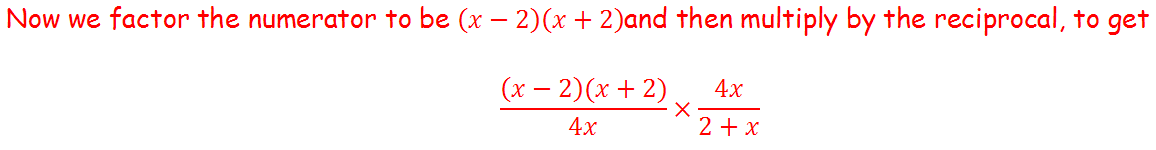 Now we factor the numerator to be (x − 2)(x + 2)and then multiply by the reciprocal, to get
(x − 2)(x + 2)/4x × 4x/2 + x